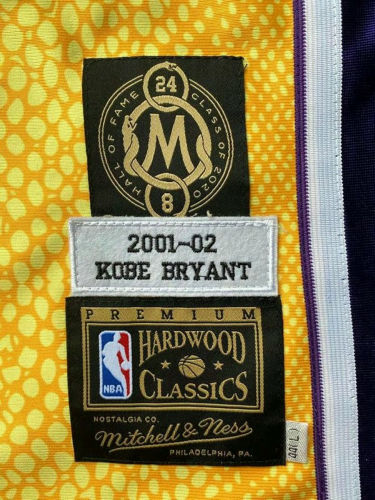 24
HALL OF FAME
CLASS OF 2020
M
8
2001-02
KOBE BRYANT
PREMIUM
HARDWOOD
CLASSICS
NBA
NOSTALGIA CO.
Mitchell & Ness
PHILADELPHIA, PA.
44(L)